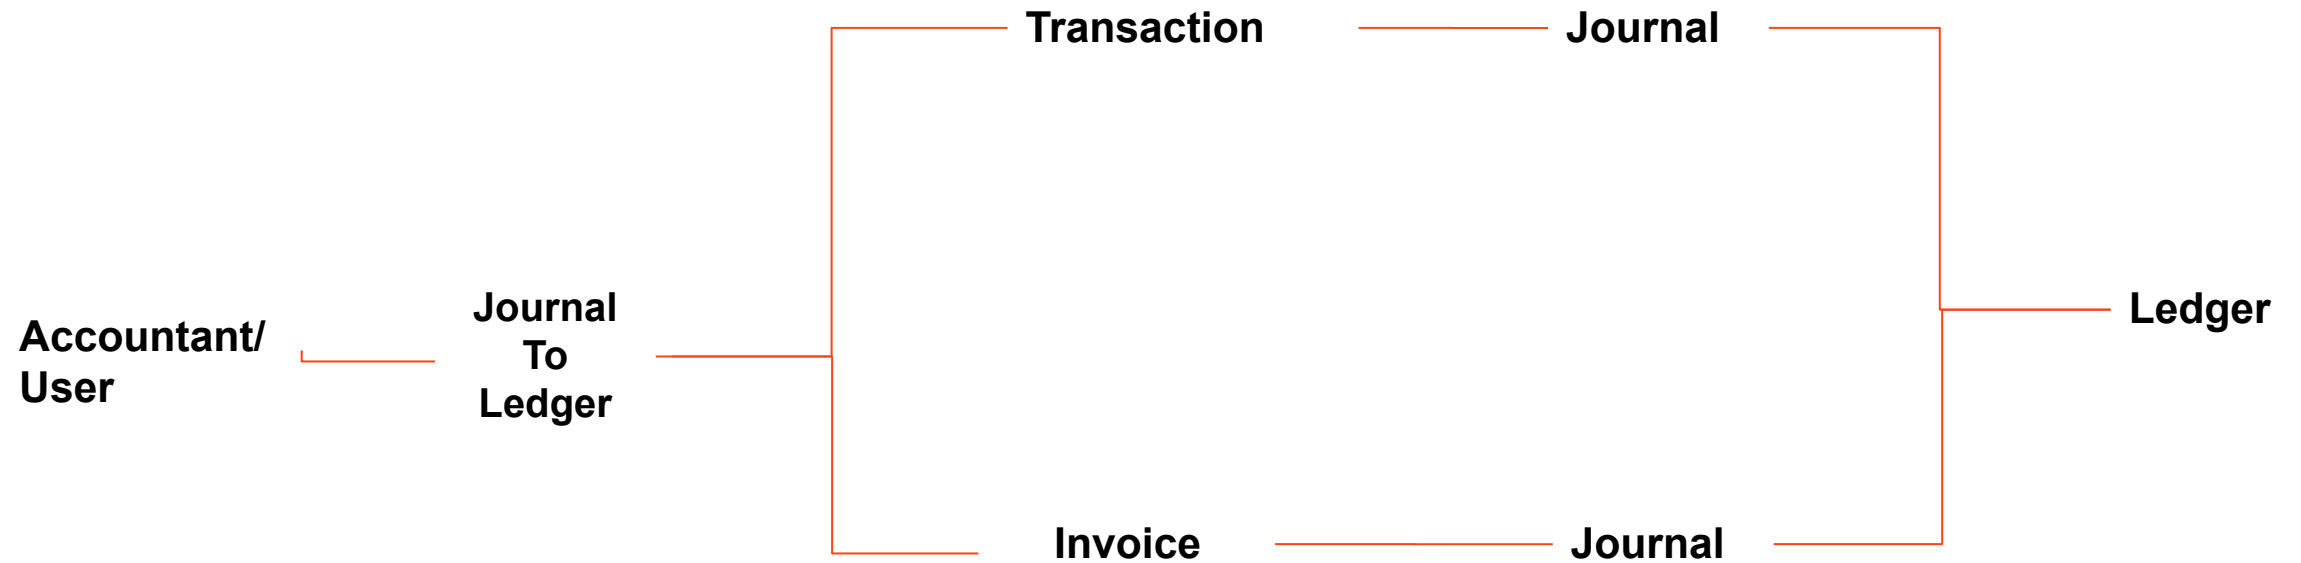 Transaction
Journal
Accountant/
User
Journal
To
Ledger
Ledger
Invoice
Journal